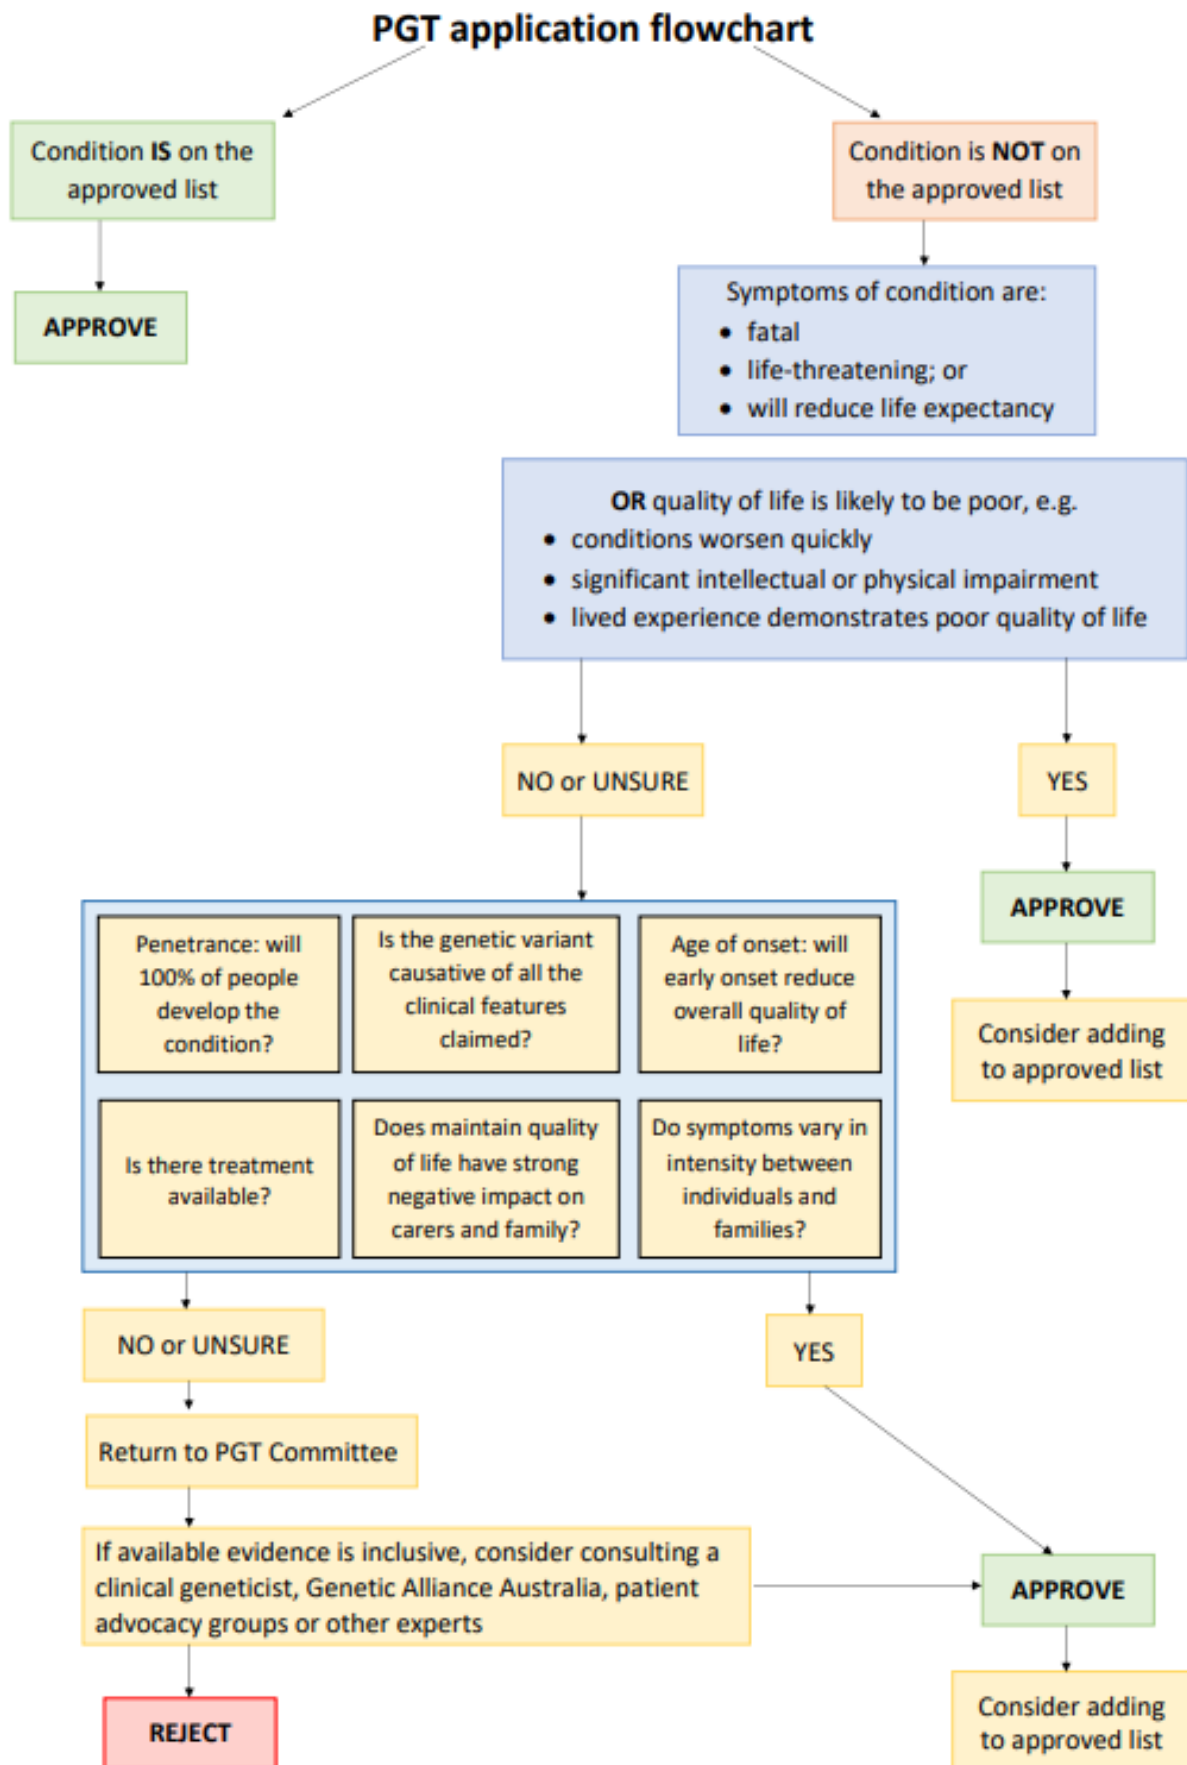 PGT application flowchart
Condition IS on the
approved list
APPROVE
Condition is NOT on
the approved list
Symptoms of condition are:
• fatal
• life-threatening; or
• will reduce life expectancy
OR quality of life is likely to be poor, e.g.
• conditions worsen quickly
• significant intellectual or physical impairment
• lived experience demonstrates poor quality of life
NO or UNSURE
YES
APPROVE
Consider adding
to approved list
Penetrance: will
100% of people
develop the
condition?
Is the genetic variant
causative of all the
clinical features
claimed?
Age of onset: will
early onset reduce
overall quality of
life?
Is there treatment
available?
Does maintain quality
of life have strong
negative impact on
carers and family?
Do symptoms vary in
intensity between
individuals and
families?
NO or UNSURE
YES
Return to PGT Committee
If available evidence is inclusive, consider consulting a
clinical geneticist, Genetic Alliance Australia, patient
advocacy groups or other experts
APPROVE
REJECT
Consider adding
to approved list